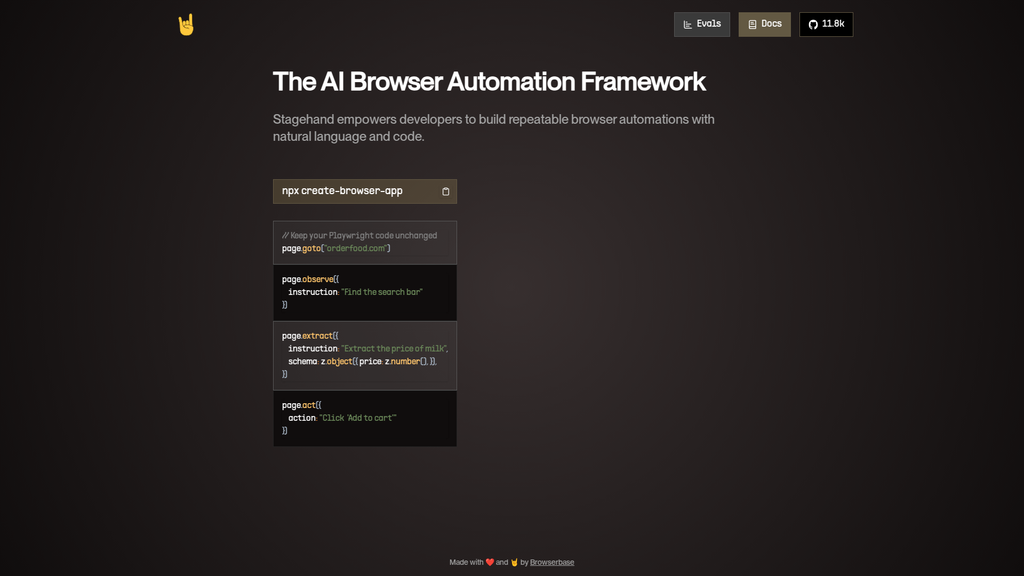 Evals
Docs
11.8k
The AI Browser Automation Framework
Stagehand empowers developers to build repeatable browser automations with
natural language and code.
npx create-browser-app
// Keep your Playwright code unchanged
page.goto("orderfood.com")
page.observe({
instruction: "Find the search bar"
})
page.extract({
instruction: "Extract the price of milk",
schema: z.object({ price: z.number(), }),
})
page.act({
action: "Click 'Add to cart'"
})
Made with ❤️ and 🤘 by Browserbase